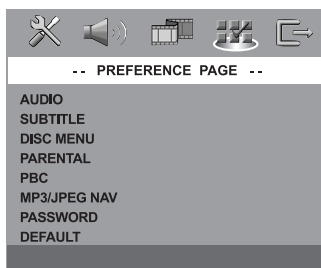 -- PREFERENCE PAGE --
AUDIO
SUBTITLE
DISC MENU
PARENTAL
PBC
MP3/JPEG NAV
PASSWORD
DEFAULT